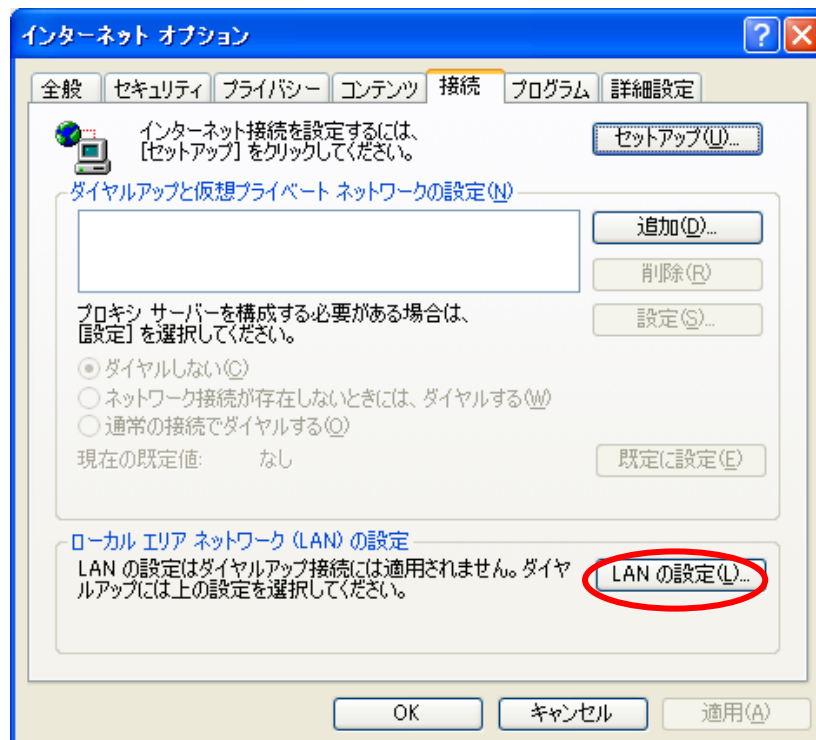 インターネット オプション
全般 セキュリティ プライバシー コンテンツ 接続 プログラム 詳細設定
インターネット接続を設定するには、
[セットアップ] をクリックしてください。
セットアップ(U)...
ダイヤルアップと仮想プライベート ネットワークの設定(N)
追加(D)...
削除(R)
プロキシ サーバーを構成する必要がある場合は、
[設定] を選択してください。
設定(S)...
ダイヤルしない(C)
ネットワーク接続が存在しないときには、ダイヤルする(W)
通常の接続でダイヤルする(O)
現在の既定値: なし
既定に設定(E)
ローカル エリア ネットワーク (LAN) の設定
LAN の設定はダイヤルアップ接続には適用されません。ダイヤ
ルアップには上の設定を選択してください。
LAN の設定(L)...
OK キャンセル 適用(A)